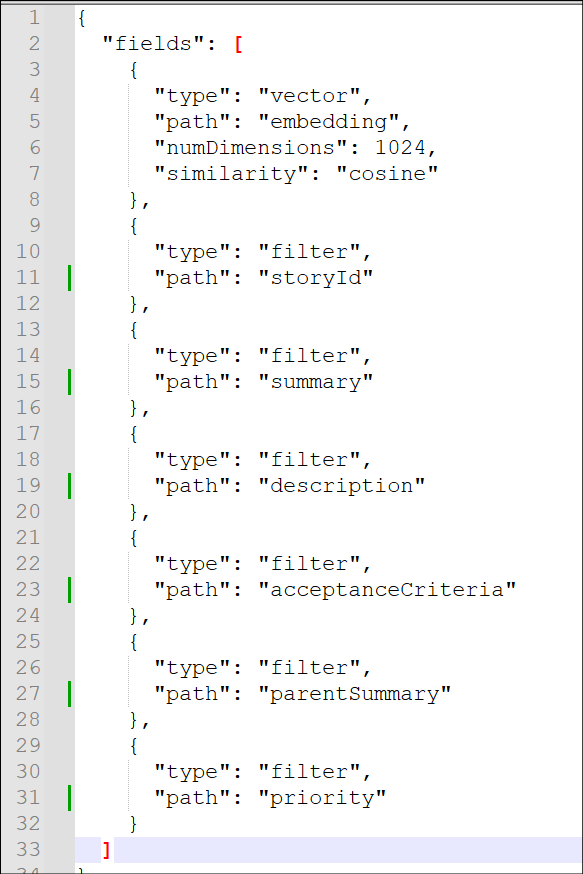 1 {
2 "fields": [
3 {
4 "type": "vector",
5 "path": "embedding",
6 "numDimensions": 1024,
7 "similarity": "cosine"
8 },
9 {
10 "type": "filter",
11 "path": "storyId"
12 },
13 {
14 "type": "filter",
15 "path": "summary"
16 },
17 {
18 "type": "filter",
19 "path": "description"
20 },
21 {
22 "type": "filter",
23 "path": "acceptanceCriteria"
24 },
25 {
26 "type": "filter",
27 "path": "parentSummary"
28 },
29 {
30 "type": "filter",
31 "path": "priority"
32 }
33 ]
34 }